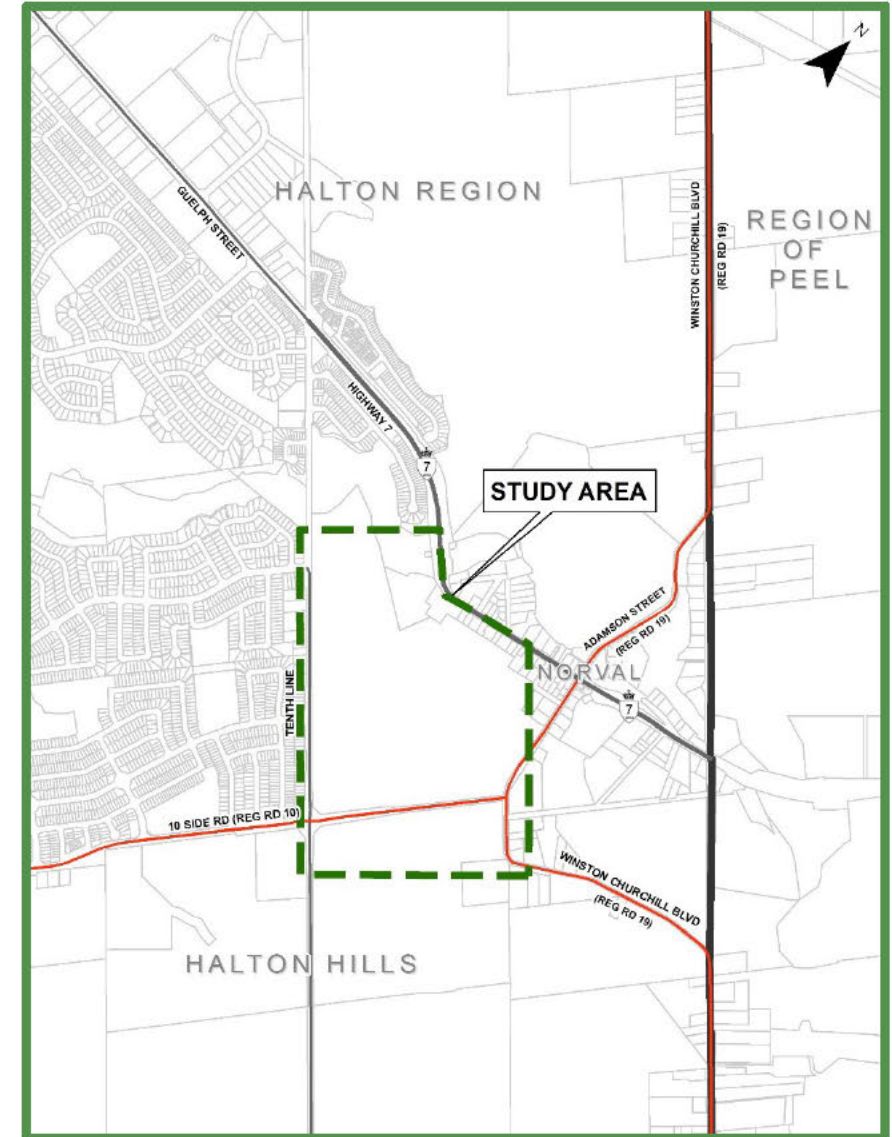 N
HALTON REGION
GUELPH STREET
WINSTON CHURCHILL BLVD
(REG RD 19)
REGION
OF
PEEL
HIGHWAY 7
7
STUDY AREA
ADAMSON STREET
(REG RD 19)
NORVAL
7
TENTH LINE
10 SIDE RD (REG RD 10)
WINSTON CHURCHILL BLVD
(REG RD 19)
HALTON HILLS